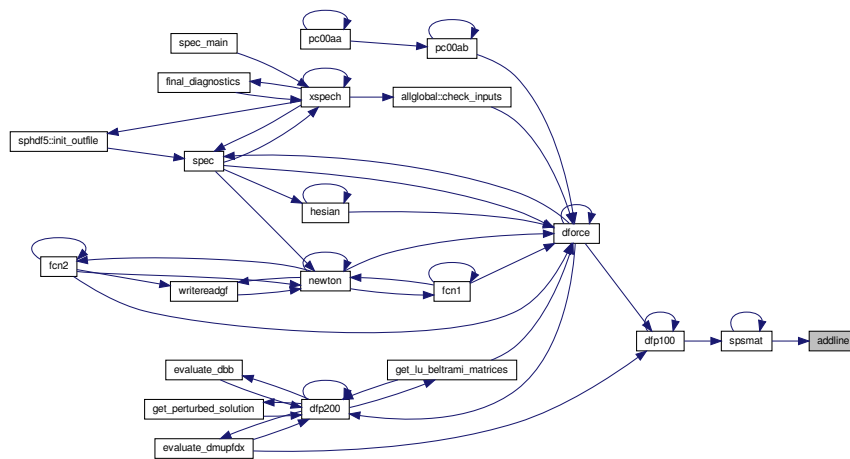 pc00aa
pc00ab
spec_main
final_diagnostics
xspech
allglobal::check_inputs
sphdf5::init_outfile
spec
hesian
dforce
fcn2
newton
writereadgf
fcn1
dfp100
spsmat
addline
evaluate_dbb
get_lu_beltrami_matrices
get_perturbed_solution
dfp200
evaluate_dmupfdx